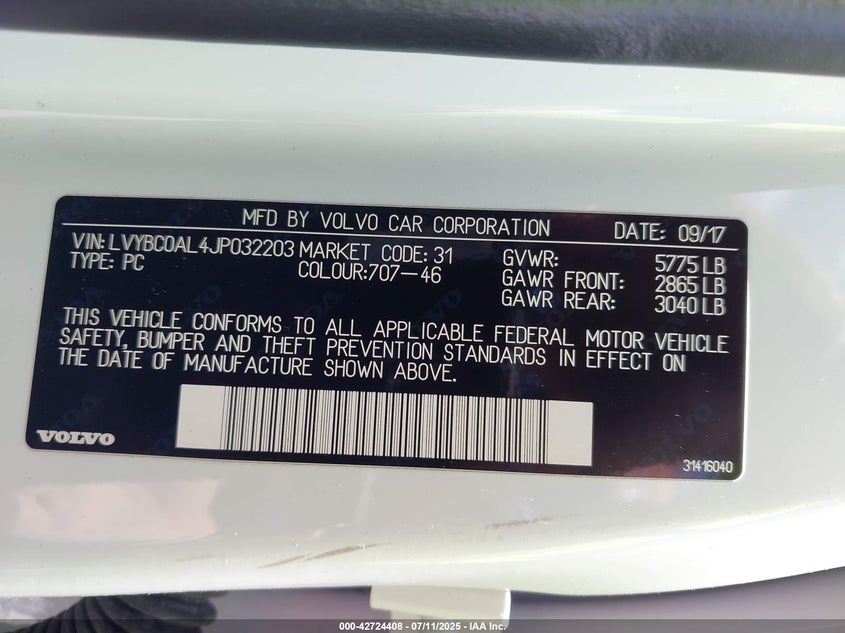 MFD BY VOLVO CAR CORPORATION DATE: 09/17
VIN: LVYBC0AL4JP032203 MARKET CODE: 31 GVWR: 5775 LB
TYPE: PC COLOUR:707-46 GAWR FRONT: 2865 LB
GAWR REAR: 3040 LB
THIS VEHICLE CONFORMS TO ALL APPLICABLE FEDERAL MOTOR VEHICLE
SAFETY, BUMPER AND THEFT PREVENTION STANDARDS IN EFFECT ON
THE DATE OF MANUFACTURE SHOWN ABOVE.
VOLVO
31416040
000-42724408 - 07/11/2025 - IAA Inc.